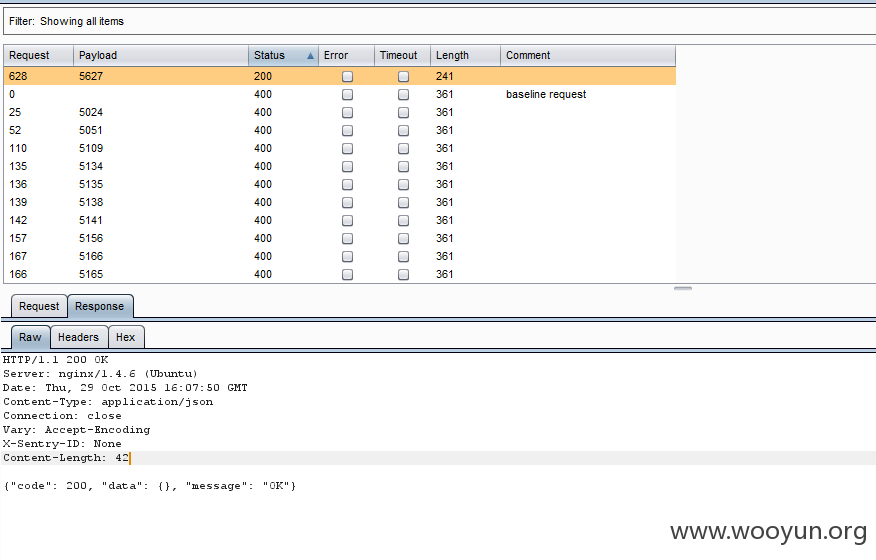 Filter: Showing all items
Request Payload Status Error Timeout Length Comment
628 5627 200 241
0 400 361 baseline request
25 5024 400 361
52 5051 400 361
110 5109 400 361
135 5134 400 361
136 5135 400 361
139 5138 400 361
142 5141 400 361
157 5156 400 361
167 5166 400 361
166 5165 400 361
Request Response
Raw Headers Hex
HTTP/1.1 200 OK
Server: nginx/1.4.6 (Ubuntu)
Date: Thu, 29 Oct 2015 16:07:50 GMT
Content-Type: application/json
Connection: close
Vary: Accept-Encoding
X-Sentry-ID: None
Content-Length: 42
{"code": 200, "data": {}, "message": "OK"}
www.wooyun.org